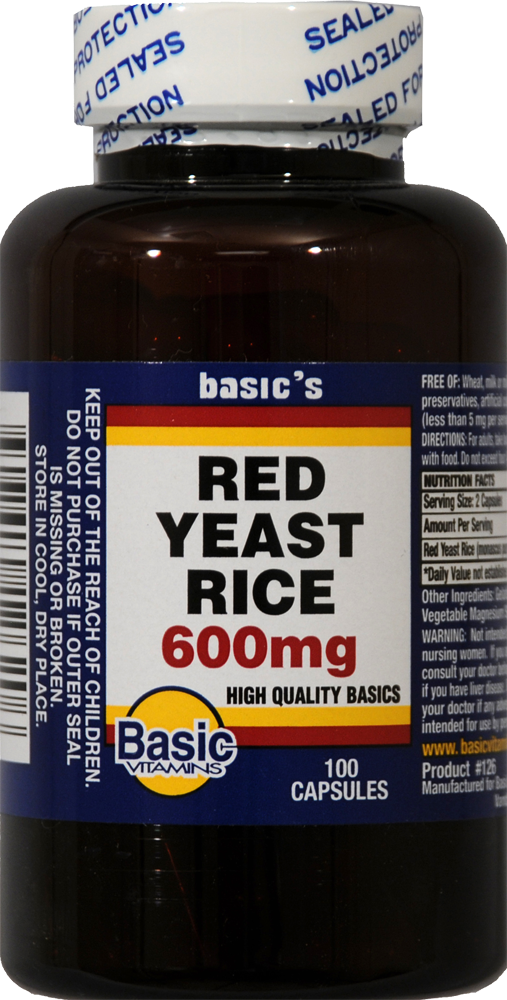 SEALED FOR
PROTECTION
SEALED
PROTECTION
SEALED FOR
basic's
RED
YEAST
RICE
600mg
HIGH QUALITY BASICS
Basic
VITAMINS
100
CAPSULES
KEEP OUT OF THE REACH OF CHILDREN.
DO NOT PURCHASE IF OUTER SEAL
IS MISSING OR BROKEN.
STORE IN COOL, DRY PLACE.
FREE OF: Wheat, milk or
preservatives, artificial
(less than 5 mg per
DIRECTIONS: For adults, take
with food. Do not exceed
NUTRITION FACTS
Serving Size: 2 Capsules
Amount Per Serving
Red Yeast Rice
*Daily Value not
Other Ingredients:
Vegetable Magnesium
WARNING: Not
nursing women. If
consult your doctor
if you have liver disease
your doctor if any
intended for use by
www.
Product #126
Manufactured for